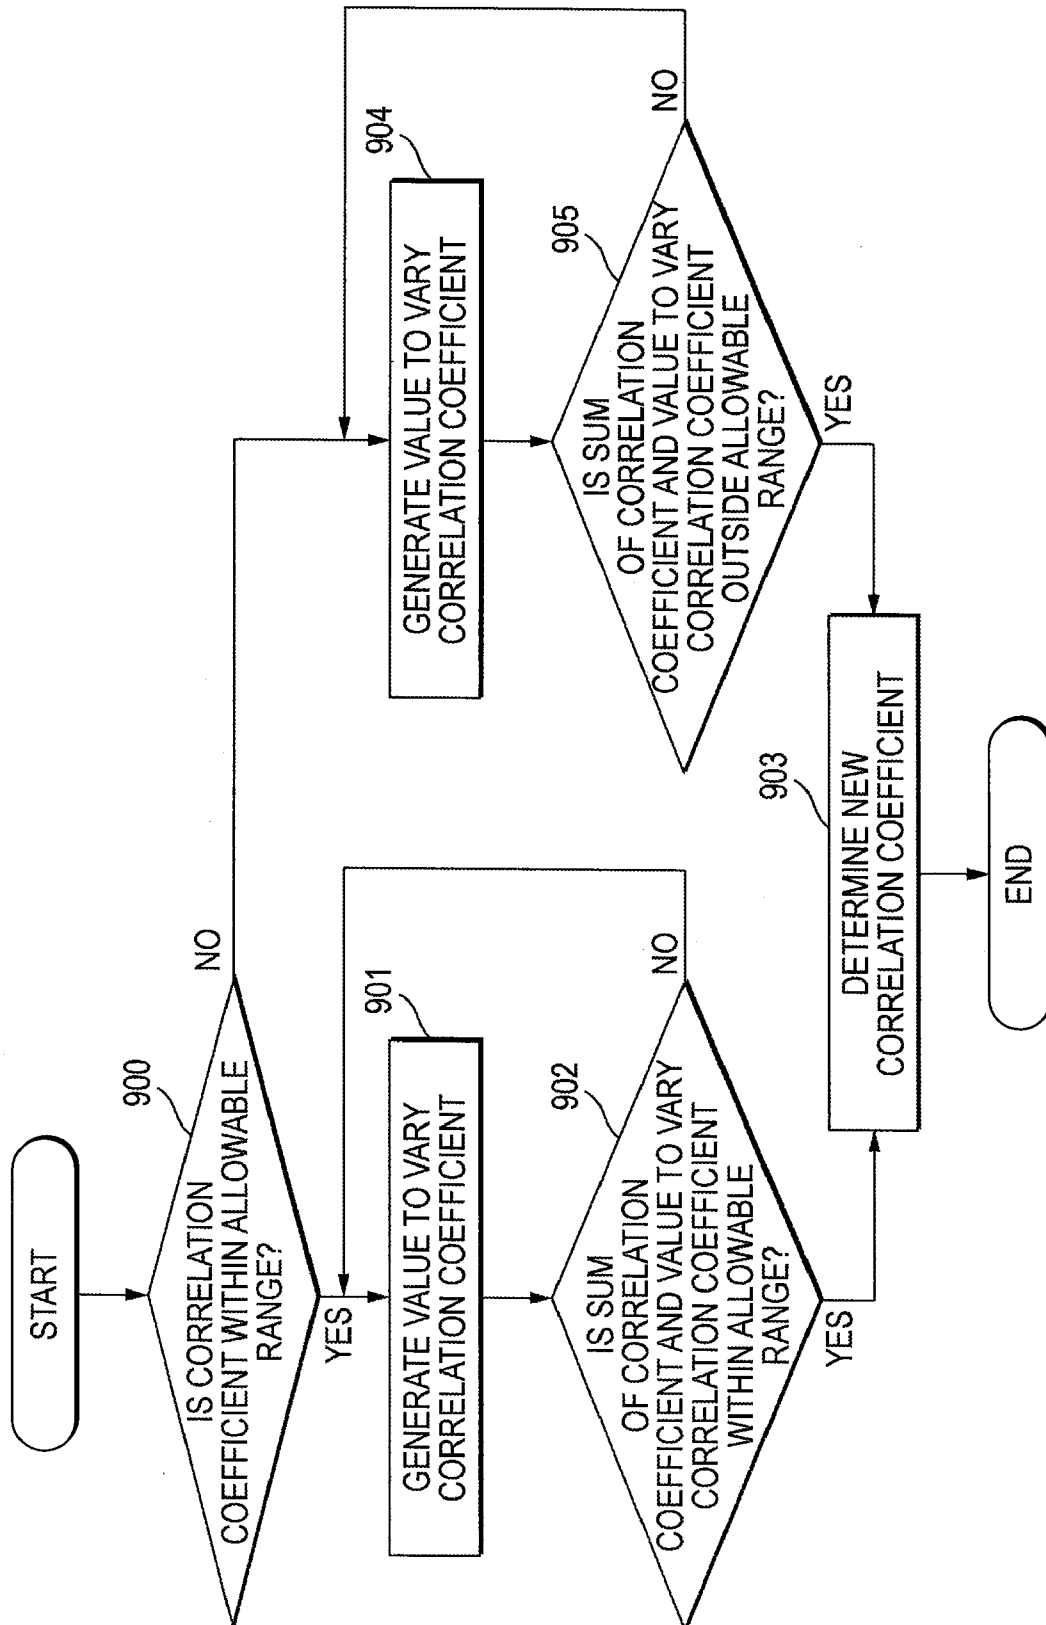 START
900
IS CORRELATION
COEFFICIENT WITHIN ALLOWABLE
RANGE?
NO
YES
901
GENERATE VALUE TO VARY
CORRELATION COEFFICIENT
902
IS SUM
OF CORRELATION
COEFFICIENT AND VALUE TO VARY
CORRELATION COEFFICIENT
WITHIN ALLOWABLE
RANGE?
NO
YES
904
GENERATE VALUE TO VARY
CORRELATION COEFFICIENT
905
IS SUM
OF CORRELATION
COEFFICIENT AND VALUE TO VARY
CORRELATION COEFFICIENT
OUTSIDE ALLOWABLE
RANGE?
NO
YES
903
DETERMINE NEW
CORRELATION COEFFICIENT
END